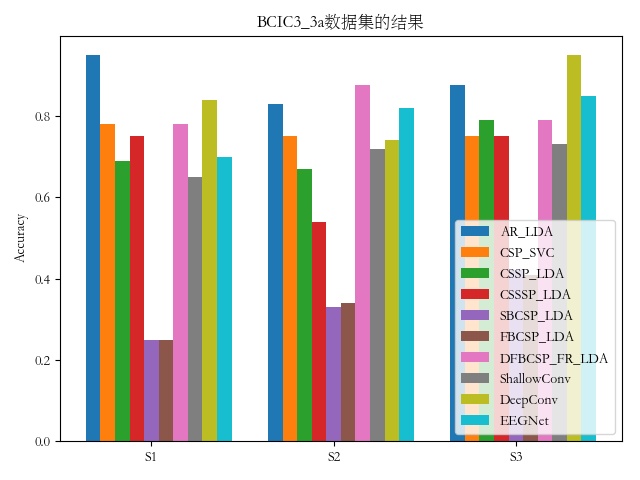 BCIC3_3a数据集的结果
Accuracy
0.8
0.6
0.4
0.2
0.0
S1
S2
S3
AR_LDA
CSP_SVC
CSSP_LDA
CSSSP_LDA
SBCSP_LDA
FBCSP_LDA
DFBCSP_FR_LDA
ShallowConv
DeepConv
EEGNet